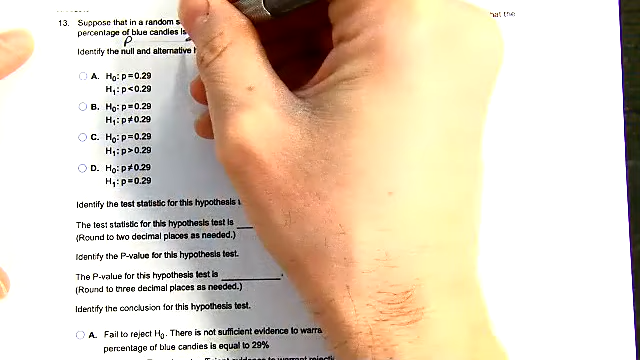 hat the
13. Suppose that in a random
percentage of blue candies is
p
Identify the null and alternative
A. H₀: p=0.29
H₁: p<0.29
B. H₀: p=0.29
H₁: p≠0.29
C. H₀: p=0.29
H₁: p>0.29
D. H₀: p≠0.29
H₁: p=0.29
Identify the test statistic for this hypothesis
The test statistic for this hypothesis test is
(Round to two decimal places as needed.)
Identify the P-value for this hypothesis test.
The P-value for this hypothesis test is ________.
(Round to three decimal places as needed.)
Identify the conclusion for this hypothesis test.
A. Fail to reject H₀. There is not sufficient evidence to warra
percentage of blue candies is equal to 29%